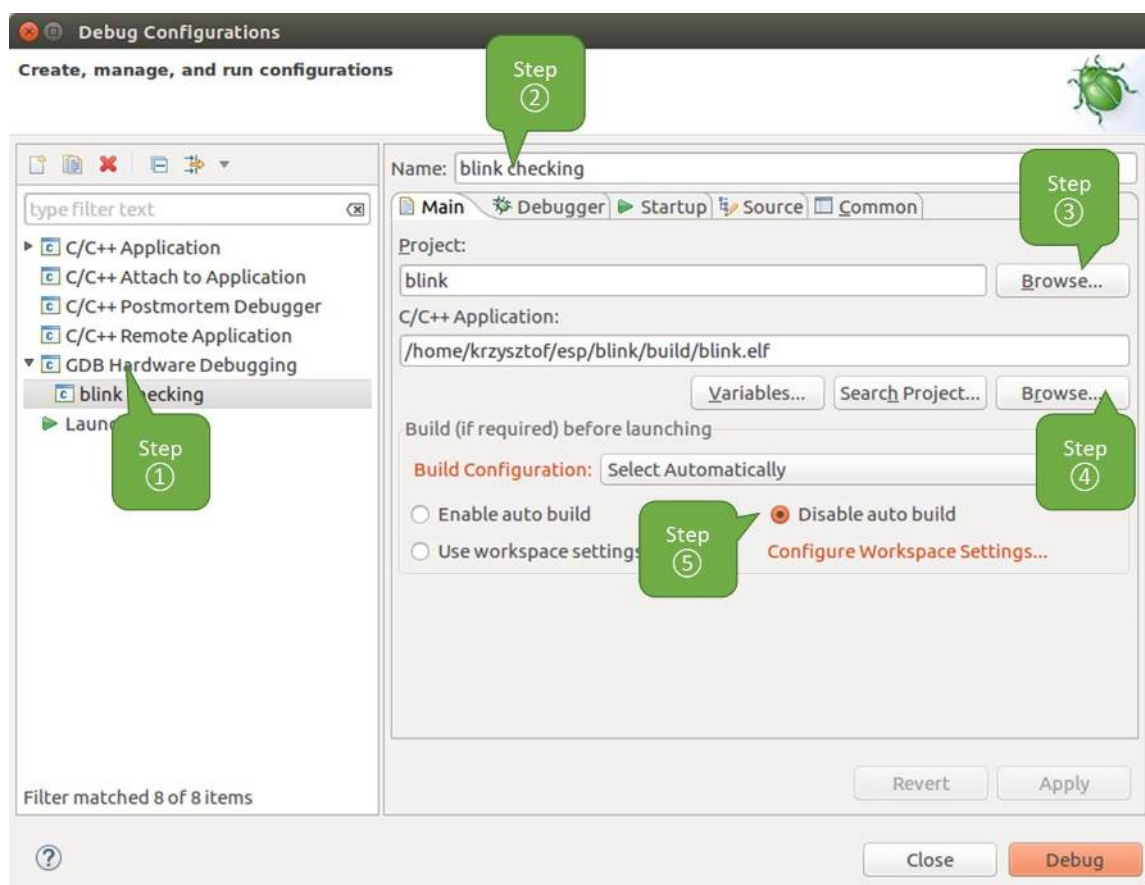 Debug Configurations
Create, manage, and run configurations
Step
②
Name: blink checking
Step
③
type filter text
Main Debugger Startup Source Common
C/C++ Application
C/C++ Attach to Application
C/C++ Postmortem Debugger
C/C++ Remote Application
GDB Hardware Debugging
blink checking
Step
①
Project:
blink Browse...
C/C++ Application:
/home/krzysztof/esp/blink/build/blink.elf
Variables... Search Project... Browse...
Step
④
Build (if required) before launching
Build Configuration: Select Automatically
Enable auto build Disable auto build
Step
⑤
Use workspace settings Configure Workspace Settings...
Filter matched 8 of 8 items
Revert Apply
Close Debug